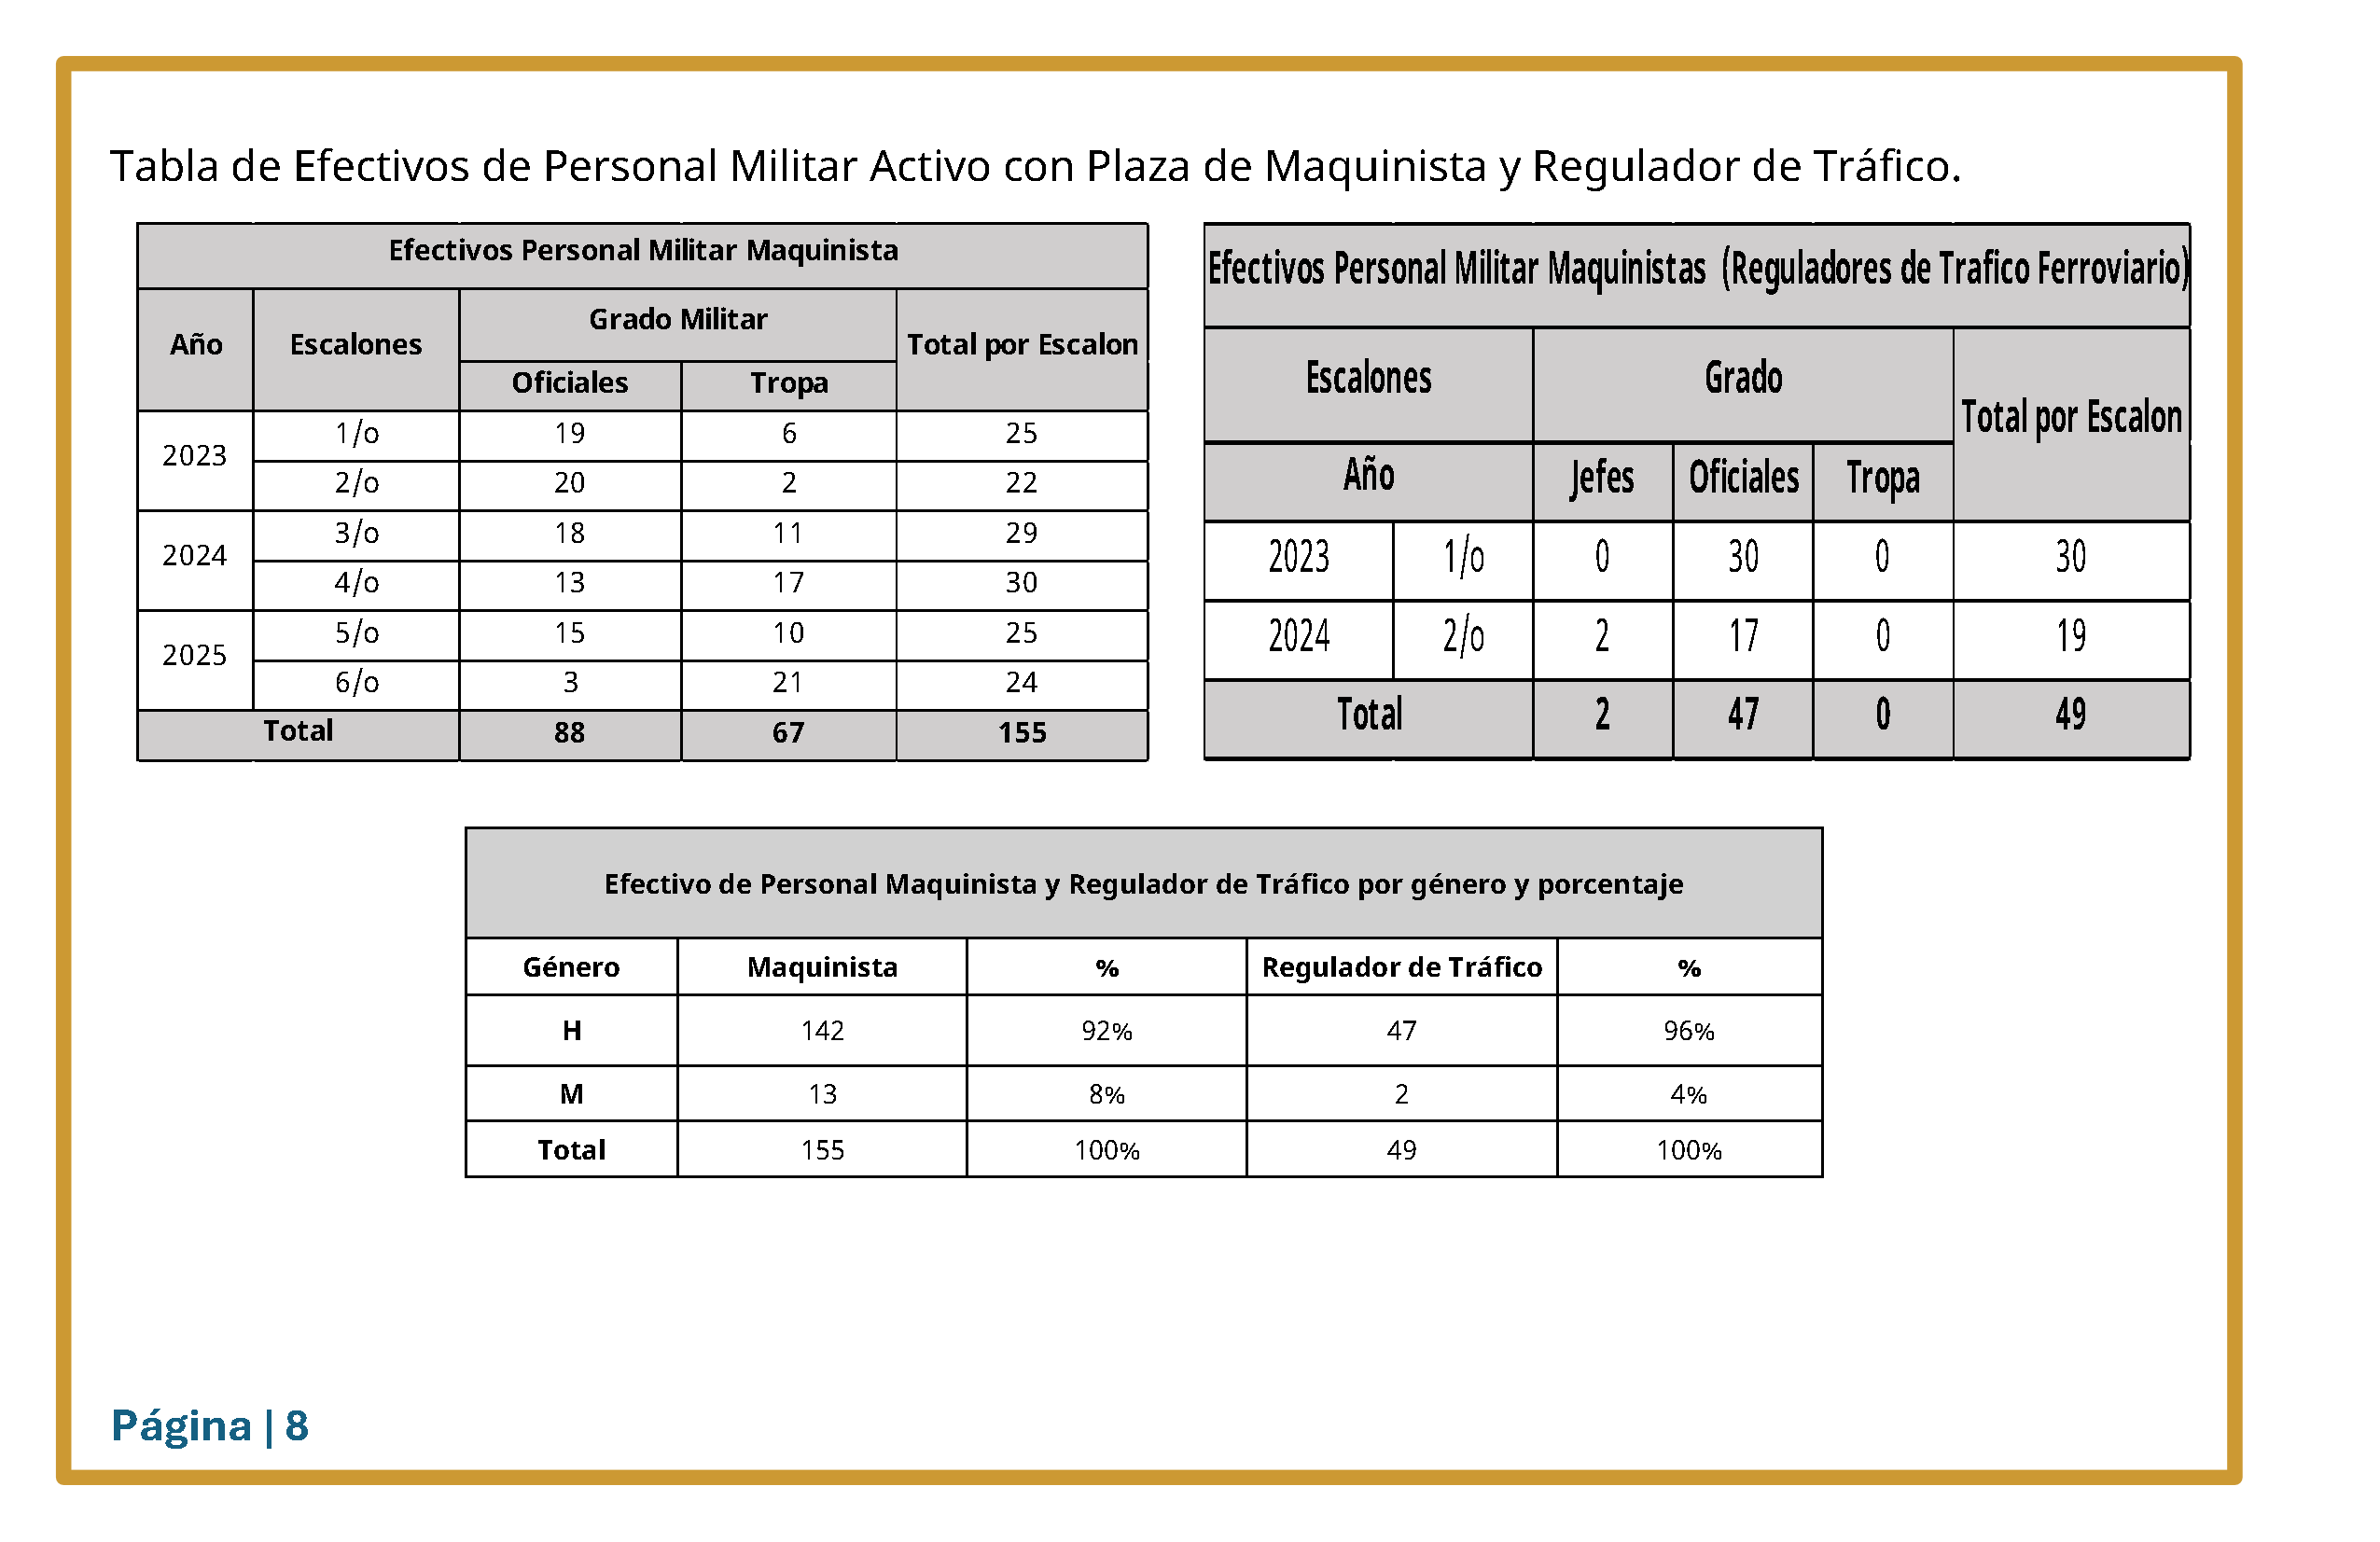 Tabla de Efectivos de Personal Militar Activo con Plaza de Maquinista y Regulador de Tráfico.
Efectivos Personal Militar Maquinista
Año Escalones Grado Militar Total por Escalon
Oficiales Tropa
2023 1/o 19 6 25
2/o 20 2 22
2024 3/o 18 11 29
4/o 13 17 30
2025 5/o 15 10 25
6/o 3 21 24
Total 88 67 155
Efectivos Personal Militar Maquinistas (Reguladores de Trafico Ferroviario)
Escalones Grado Total por Escalon
Año Jefes Oficiales Tropa
2023 1/o 0 30 0 30
2024 2/o 2 17 0 19
Total 2 47 0 49
Efectivo de Personal Maquinista y Regulador de Tráfico por género y porcentaje
Género Maquinista % Regulador de Tráfico %
H 142 92% 47 96%
M 13 8% 2 4%
Total 155 100% 49 100%
Página | 8